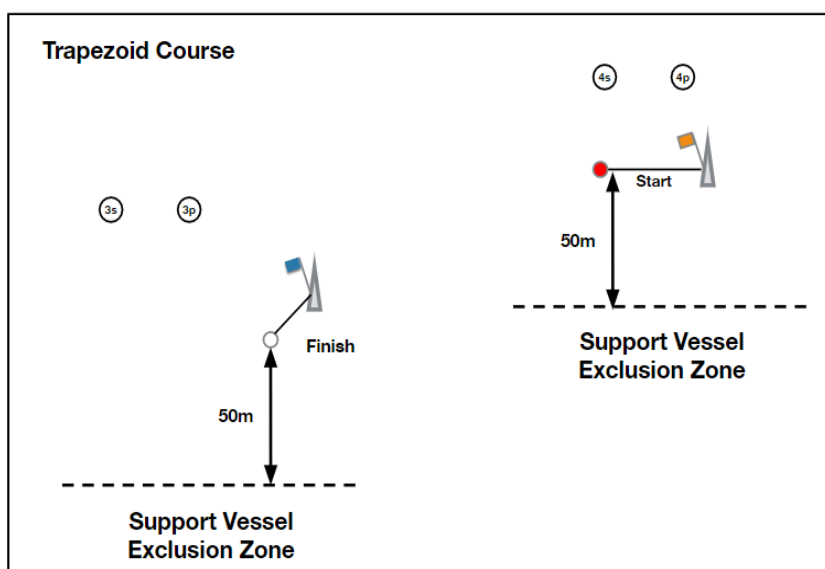 Trapezoid Course
4s
4p
Start
50m
Support Vessel
Exclusion Zone
3s
3p
Finish
50m
Support Vessel
Exclusion Zone